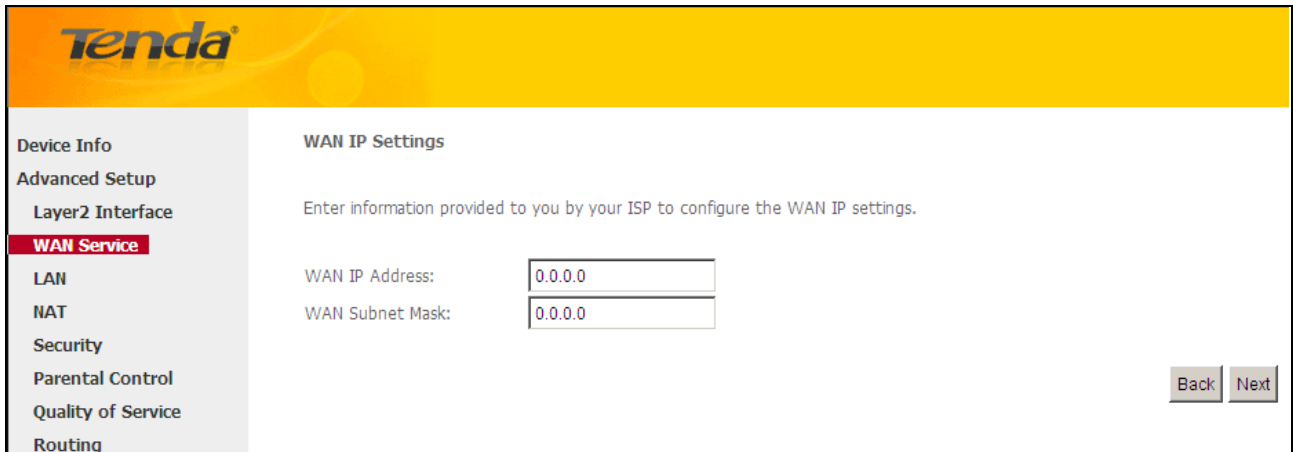 Tenda®
Device Info
Advanced Setup
Layer2 Interface
WAN Service
LAN
NAT
Security
Parental Control
Quality of Service
Routing
WAN IP Settings
Enter information provided to you by your ISP to configure the WAN IP settings.
WAN IP Address: 0.0.0.0
WAN Subnet Mask: 0.0.0.0
Back Next